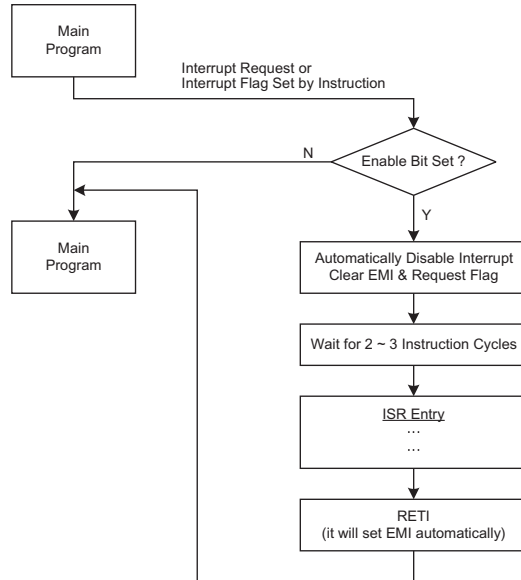 Main
Program
Interrupt Request or
Interrupt Flag Set by Instruction
N
Enable Bit Set ?
Y
Main
Program
Automatically Disable Interrupt
Clear EMI & Request Flag
Wait for 2 ~ 3 Instruction Cycles
ISR Entry
...
...
RETI
(it will set EMI automatically)